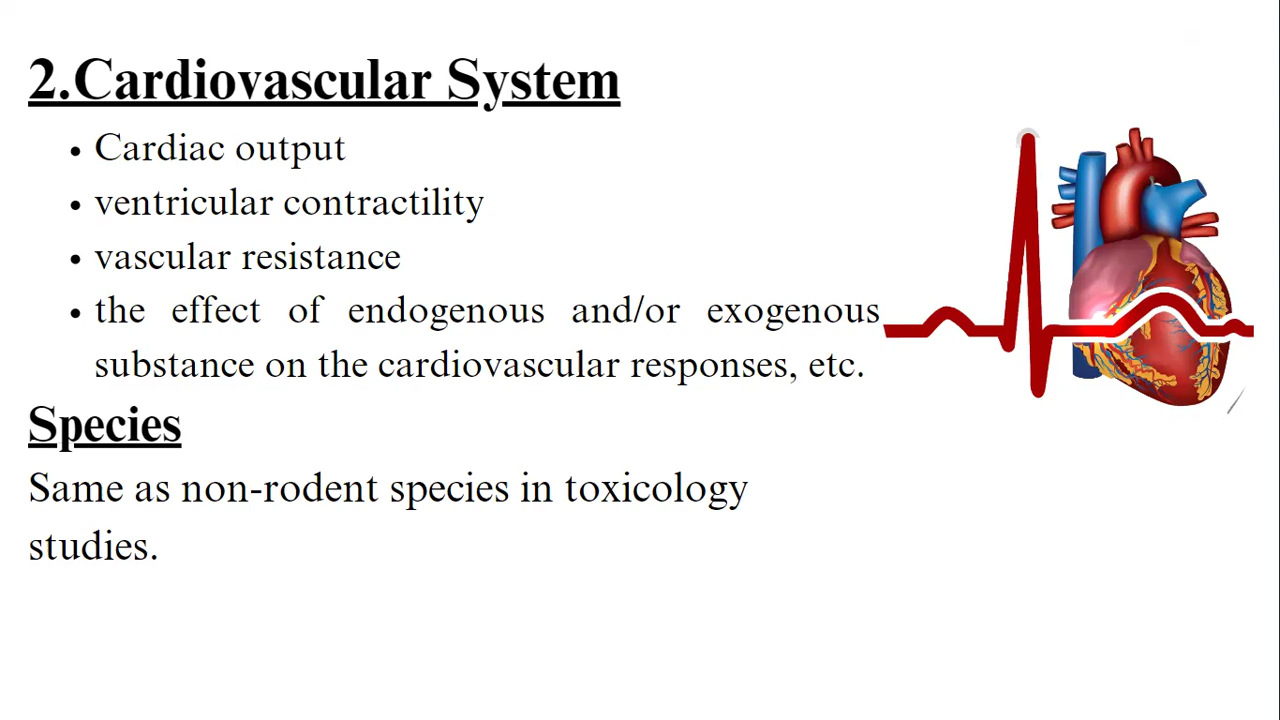 2.Cardiovascular System
• Cardiac output
• ventricular contractility
• vascular resistance
• the effect of endogenous and/or exogenous
substance on the cardiovascular responses, etc.
Species
Same as non-rodent species in toxicology
studies.